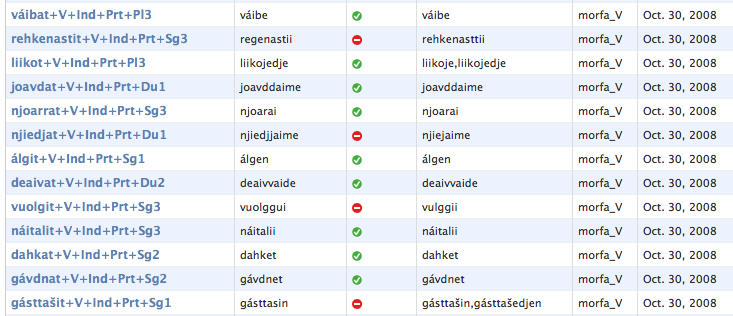 váibat+V+Ind+Prt+Pl3 váibe váibe morfa_V Oct. 30, 2008
rehkenastit+V+Ind+Prt+Sg3 regenastii rehkenasttii morfa_V Oct. 30, 2008
liikot+V+Ind+Prt+Pl3 liikojedje liikoje,liikojedje morfa_V Oct. 30, 2008
joavdat+V+Ind+Prt+Du1 joavddaime joavddaime morfa_V Oct. 30, 2008
njoarrat+V+Ind+Prt+Sg3 njoarai njoarai morfa_V Oct. 30, 2008
njiedjat+V+Ind+Prt+Du1 njiedjjaime njiejaime morfa_V Oct. 30, 2008
álgit+V+Ind+Prt+Sg1 álgen álgen morfa_V Oct. 30, 2008
deaivat+V+Ind+Prt+Du2 deaivvaide deaivvaide morfa_V Oct. 30, 2008
vuolgit+V+Ind+Prt+Sg3 vuolggui vulggii morfa_V Oct. 30, 2008
náitalit+V+Ind+Prt+Sg3 náitalii náitalii morfa_V Oct. 30, 2008
dahkat+V+Ind+Prt+Sg2 dahket dahket morfa_V Oct. 30, 2008
gávdnat+V+Ind+Prt+Sg2 gávdnet gávdnet morfa_V Oct. 30, 2008
gásttašit+V+Ind+Prt+Sg1 gásttasin gásttašin,gásttašedjen morfa_V Oct. 30, 2008